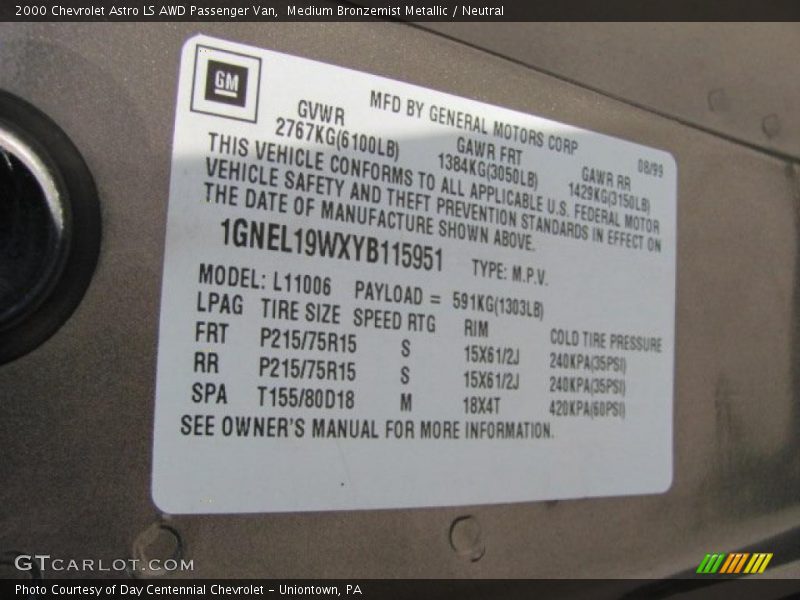 2000 Chevrolet Astro LS AWD Passenger Van, Medium Bronzemist Metallic / Neutral
GM
MFD BY GENERAL MOTORS CORP 08/99
GVWR GAWR FRT GAWR RR
2767KG(6100LB) 1384KG(3050LB) 1429KG(3150LB)
THIS VEHICLE CONFORMS TO ALL APPLICABLE U.S. FEDERAL MOTOR
VEHICLE SAFETY AND THEFT PREVENTION STANDARDS IN EFFECT ON
THE DATE OF MANUFACTURE SHOWN ABOVE.
1GNEL19WXYB115951 TYPE: M.P.V.
MODEL: L11006 PAYLOAD = 591KG(1303LB)
LPAG TIRE SIZE SPEED RTG RIM COLD TIRE PRESSURE
FRT P215/75R15 S 15X61/2J 240KPA(35PSI)
RR P215/75R15 S 15X61/2J 240KPA(35PSI)
SPA T155/80D18 M 18X4T 420KPA(60PSI)
SEE OWNER'S MANUAL FOR MORE INFORMATION.
GTCARLOT.COM
Photo Courtesy of Day Centennial Chevrolet - Uniontown, PA